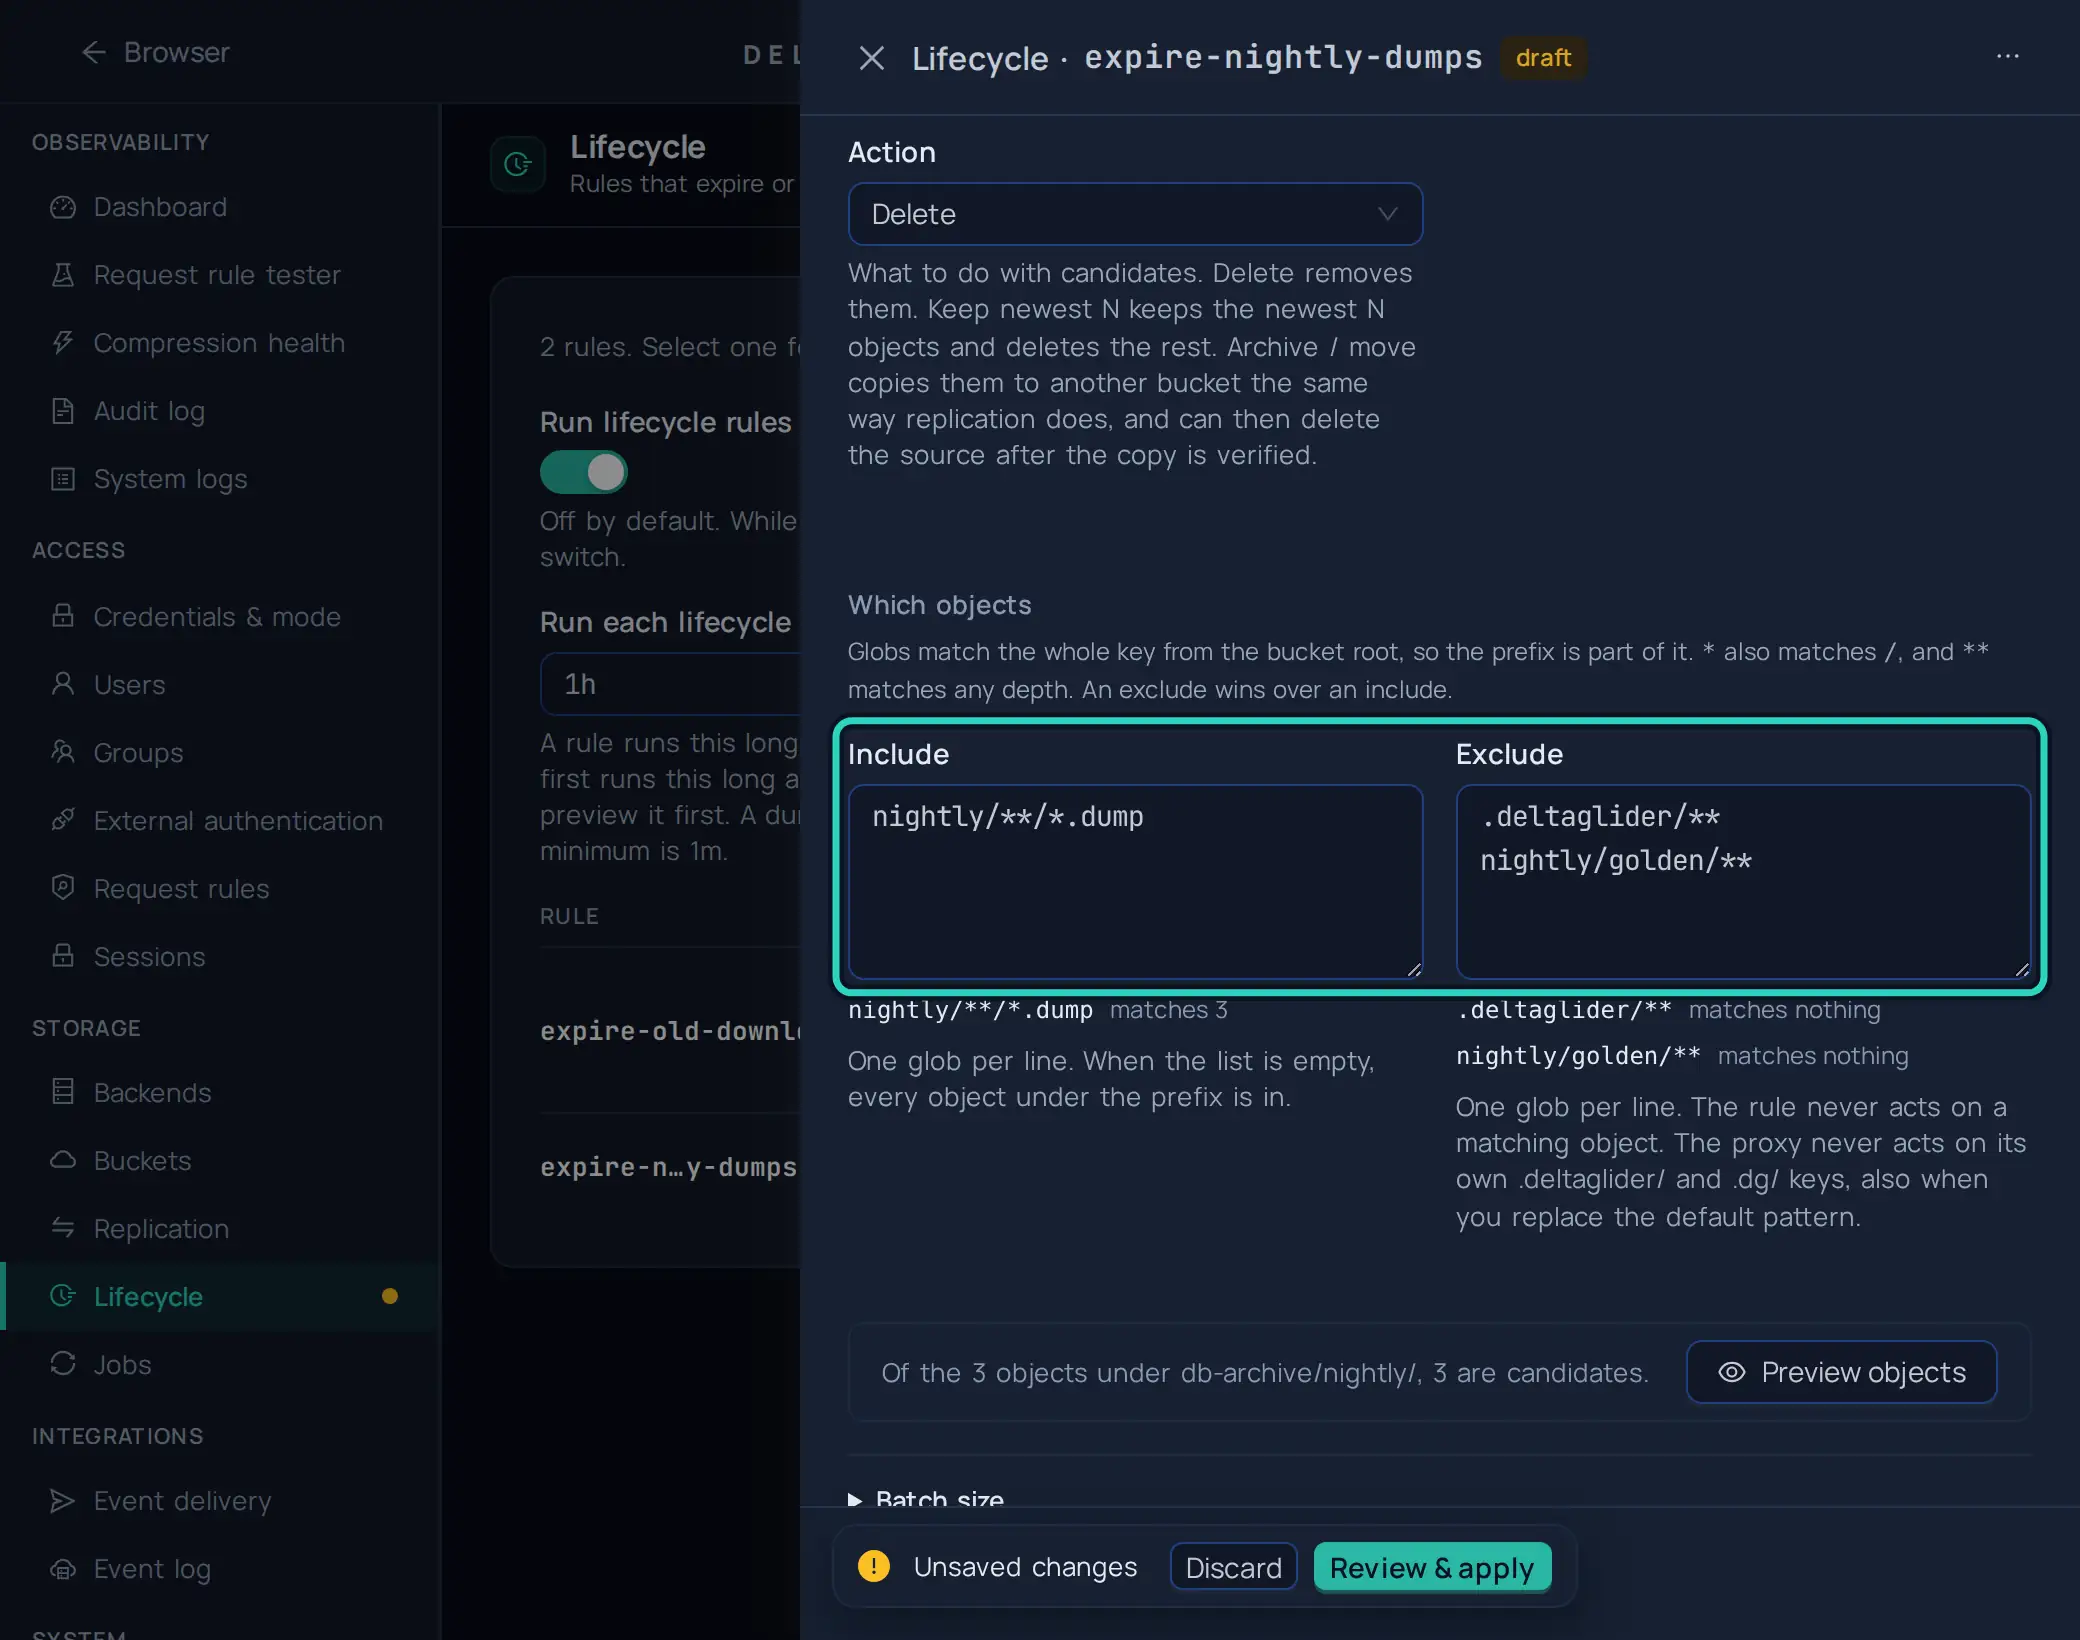 Browser
OBSERVABILITY
Dashboard
Request rule tester
Compression health
Audit log
System logs
ACCESS
Credentials & mode
Users
Groups
External authentication
Request rules
Sessions
STORAGE
Backends
Buckets
Replication
Lifecycle
Jobs
INTEGRATIONS
Event delivery
Event log
SYSTEM
DEL
Lifecycle
Rules that expire or
2 rules. Select one f
Run lifecycle rules
Off by default. While
switch.
Run each lifecycle
1h
A rule runs this long
first runs this long a
preview it first. A du
minimum is 1m.
RULE
expire-old-downl
expire-n…y-dumps
Lifecycle · expire-nightly-dumps draft
Action
Delete
What to do with candidates. Delete removes
them. Keep newest N keeps the newest N
objects and deletes the rest. Archive / move
copies them to another bucket the same
way replication does, and can then delete
the source after the copy is verified.
Which objects
Globs match the whole key from the bucket root, so the prefix is part of it. * also matches /, and **
matches any depth. An exclude wins over an include.
Include
nightly/**/*.dump
nightly/**/*.dump matches 3
One glob per line. When the list is empty,
every object under the prefix is in.
Exclude
.deltaglider/**
nightly/golden/**
.deltaglider/** matches nothing
nightly/golden/** matches nothing
One glob per line. The rule never acts on a
matching object. The proxy never acts on its
own .deltaglider/ and .dg/ keys, also when
you replace the default pattern.
Of the 3 objects under db-archive/nightly/, 3 are candidates.
Preview objects
Batch size
Unsaved changes
Discard
Review & apply